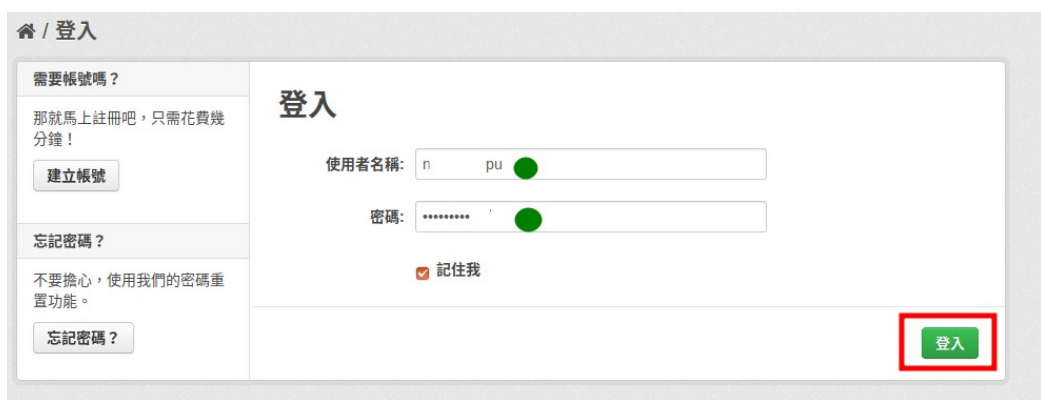 / 登入
需要帳號嗎？
那就馬上註冊吧，只需花費幾
分鐘！
建立帳號
忘記密碼？
不要擔心，使用我們的密碼重
置功能。
忘記密碼？
登入
使用者名稱:
n pu
密碼:
•••••••••
記住我
登入